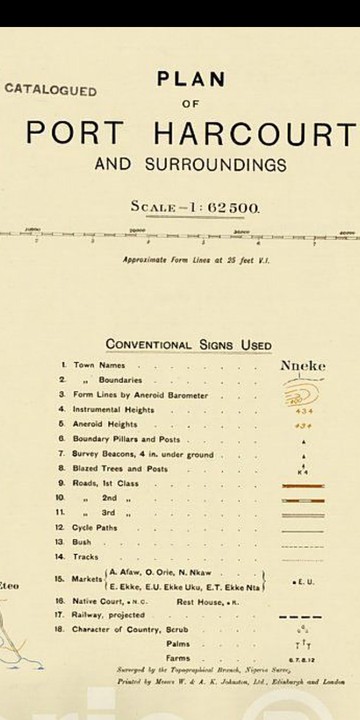 CATALOGUED
PLAN
OF
PORT HARCOURT
AND SURROUNDINGS
SCALE-1:62500.
Approximate Form Lines at 25 feet V.I.
CONVENTIONAL SIGNS USED
1. Town Names Nneke
2. „ Boundaries
3. Form Lines by Aneroid Barometer
4. Instrumental Heights 434
5. Aneroid Heights
6. Boundary Pillars and Posts
7. Survey Beacons, 4 in. under ground
8. Blazed Trees and Posts K 4
9. Roads, 1st Class
10. „ 2nd „
11. „ 3rd „
12. Cycle Paths
13. Bush „
14. Tracks
15. Markets { A. Afaw, O. Orie, N. Nkaw
E. Ekke, E.U. Ekke Uku, E.T. Ekke Nta } E. U.
16. Native Court, N.C. Rest House, R.
17. Railway, projected
18. Character of Country, Scrub
Palms
Farms 6.7.8.12
Eteo
Surveyed by the Topographical Branch, Nigeria Survey
Printed by Messrs W. & A. K. Johnston, Ltd., Edinburgh and London